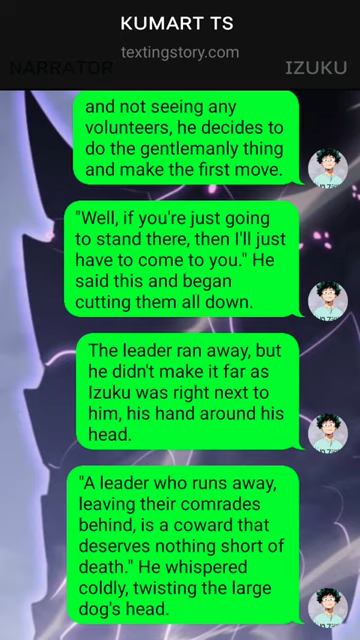 KUMART TS
textingstory.com
NARRATOR
IZUKU
and not seeing any
volunteers, he decides to
do the gentlemanly thing
and make the first move.
"Well, if you're just going
to stand there, then I'll just
have to come to you." He
said this and began
cutting them all down.
The leader ran away, but
he didn't make it far as
Izuku was right next to
him, his hand around his
head.
"A leader who runs away,
leaving their comrades
behind, is a coward that
deserves nothing short of
death." He whispered
coldly, twisting the large
dog's head.